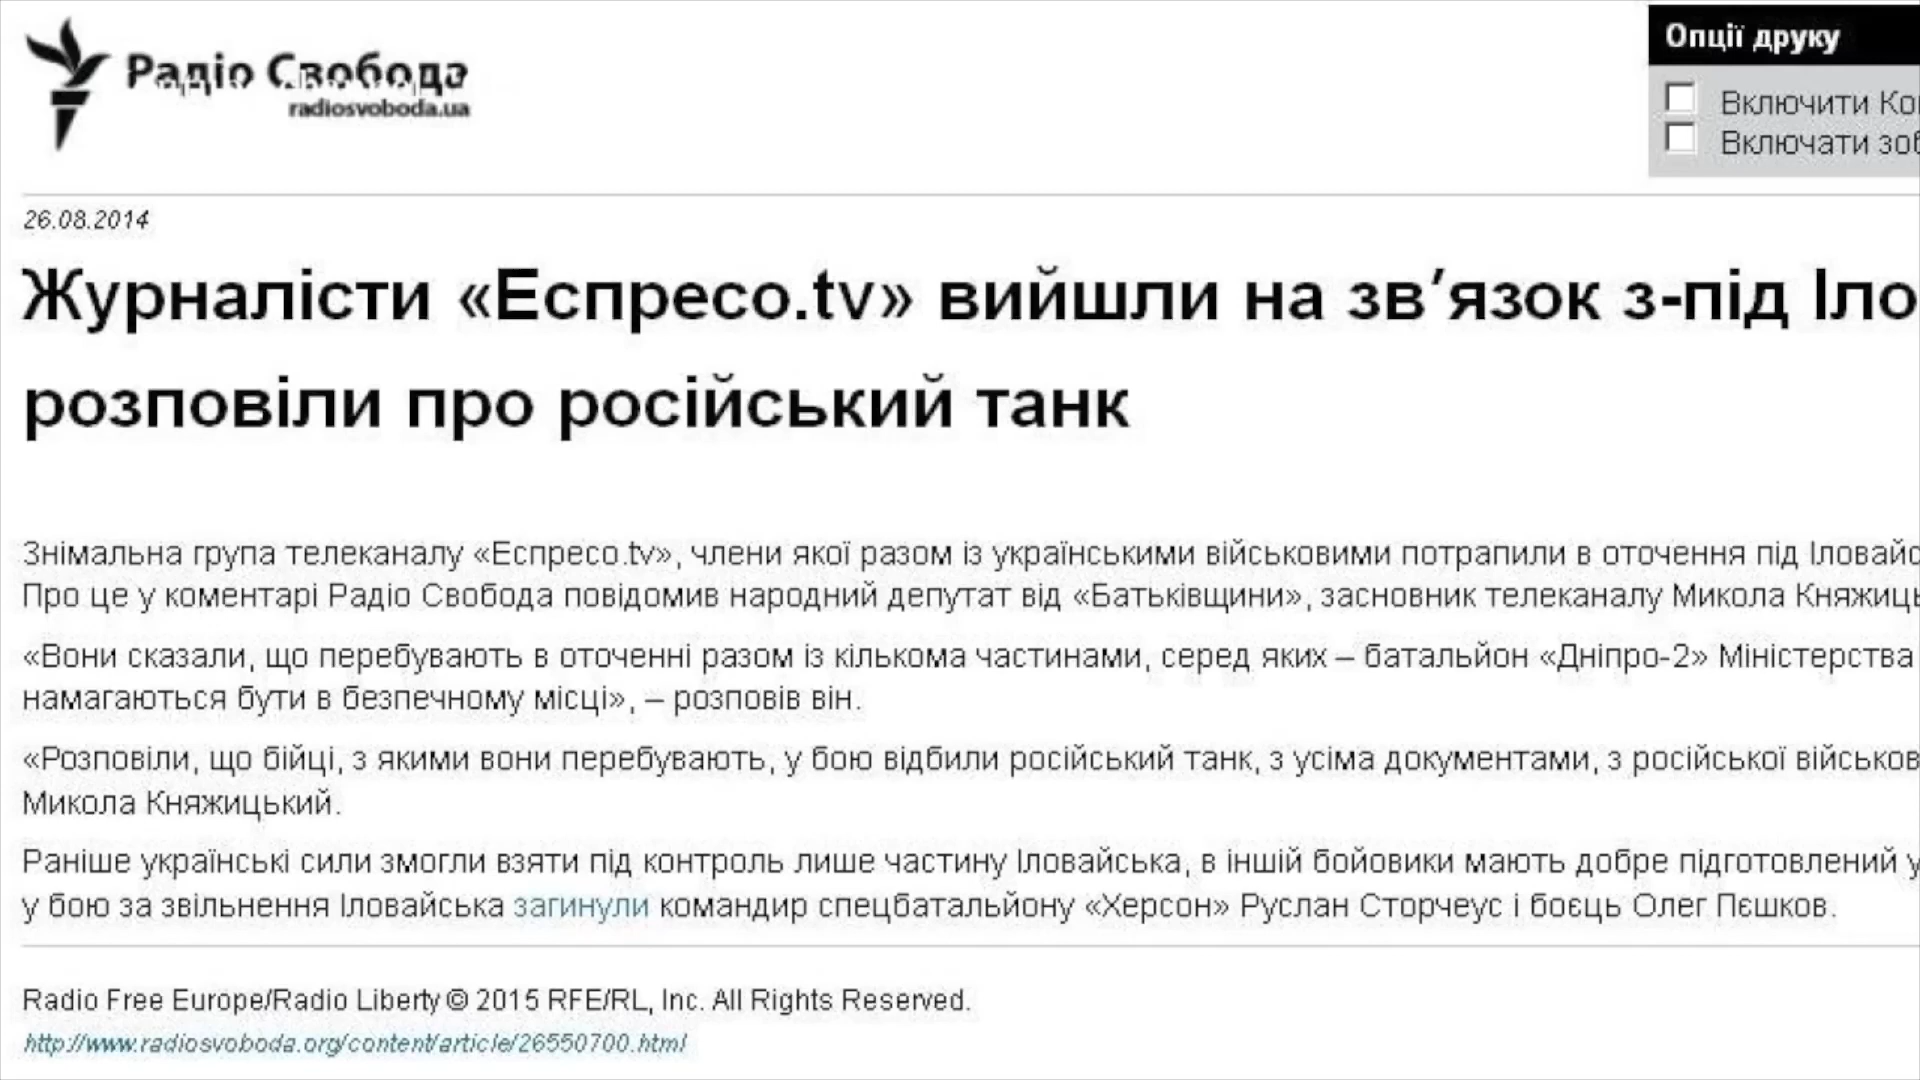 Радіо Свобода
radiosvoboda.ua
Опції друку
Включити
Включати
26.08.2014
Журналісти «Еспресо.tv» вийшли на зв’язок з-під
розповіли про російський танк
Знімальна група телеканалу «Еспресо.tv», члени якої разом із українськими військовими потрапили в оточення під
Про це у коментарі Радіо Свобода повідомив народний депутат від «Батьківщини», засновник телеканалу Микола
«Вони сказали, що перебувають в оточенні разом із кількома частинами, серед яких – батальйон «Дніпро-2» Міністерства
намагаються бути в безпечному місці», – розповів він.
«Розповіли, що бійці, з якими вони перебувають, у бою відбили російський танк, з усіма документами, з російської
Микола Княжицький.
Раніше українські сили змогли взяти під контроль лише частину Іловайська, в іншій бойовики мають добре підготовлений
у бою за звільнення Іловайська загинули командир спецбатальйону «Херсон» Руслан Сторчеус і боєць Олег Пєшков.
Radio Free Europe/Radio Liberty © 2015 RFE/RL, Inc. All Rights Reserved.
http://www.radiosvoboda.org/content/article/26550700.html